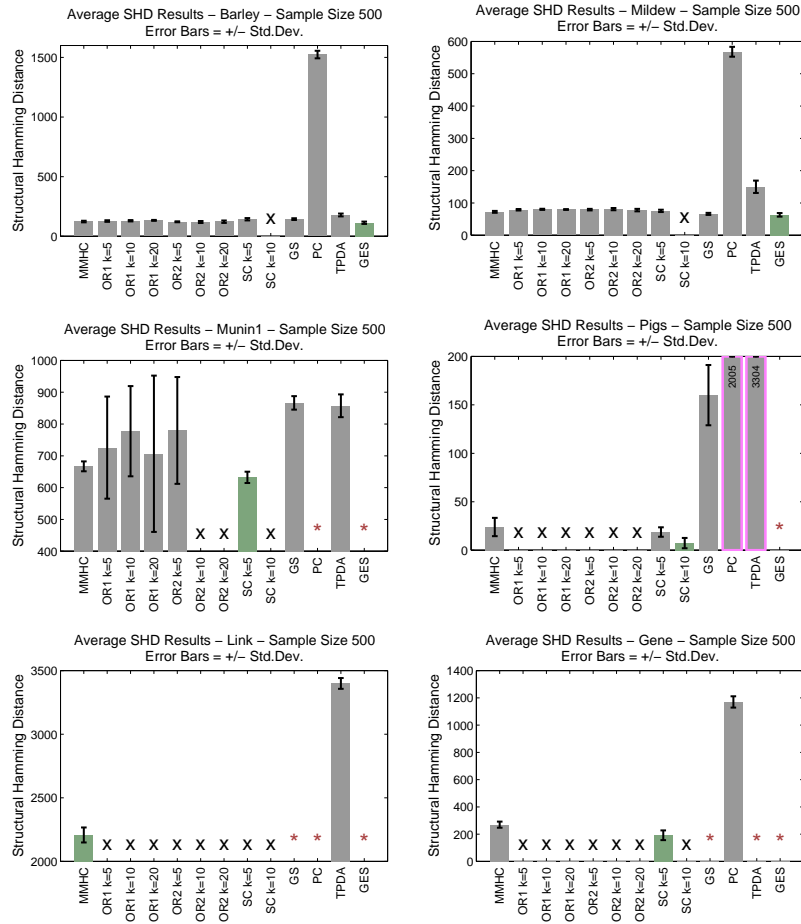 Average SHD Results – Barley – Sample Size 500
Error Bars = +/– Std.Dev.
Structural Hamming Distance
1500
1000
500
0
X
MMHC
OR1 k=5
OR1 k=10
OR1 k=20
OR2 k=5
OR2 k=10
OR2 k=20
SC k=5
SC k=10
GS
PC
TPDA
GES
Average SHD Results – Mildew – Sample Size 500
Error Bars = +/– Std.Dev.
Structural Hamming Distance
600
500
400
300
200
100
0
X
MMHC
OR1 k=5
OR1 k=10
OR1 k=20
OR2 k=5
OR2 k=10
OR2 k=20
SC k=5
SC k=10
GS
PC
TPDA
GES
Average SHD Results – Munin1 – Sample Size 500
Error Bars = +/– Std.Dev.
Structural Hamming Distance
1000
900
800
700
600
500
400
X X X * *
MMHC
OR1 k=5
OR1 k=10
OR1 k=20
OR2 k=5
OR2 k=10
OR2 k=20
SC k=5
SC k=10
GS
PC
TPDA
GES
Average SHD Results – Pigs – Sample Size 500
Error Bars = +/– Std.Dev.
Structural Hamming Distance
200
150
100
50
0
2005
3304
X X X X X X *
MMHC
OR1 k=5
OR1 k=10
OR1 k=20
OR2 k=5
OR2 k=10
OR2 k=20
SC k=5
SC k=10
GS
PC
TPDA
GES
Average SHD Results – Link – Sample Size 500
Error Bars = +/– Std.Dev.
Structural Hamming Distance
3500
3000
2500
2000
X X X X X X X X * * *
MMHC
OR1 k=5
OR1 k=10
OR1 k=20
OR2 k=5
OR2 k=10
OR2 k=20
SC k=5
SC k=10
GS
PC
TPDA
GES
Average SHD Results – Gene – Sample Size 500
Error Bars = +/– Std.Dev.
Structural Hamming Distance
1400
1200
1000
800
600
400
200
0
X X X X X X X * * *
MMHC
OR1 k=5
OR1 k=10
OR1 k=20
OR2 k=5
OR2 k=10
OR2 k=20
SC k=5
SC k=10
GS
PC
TPDA
GES